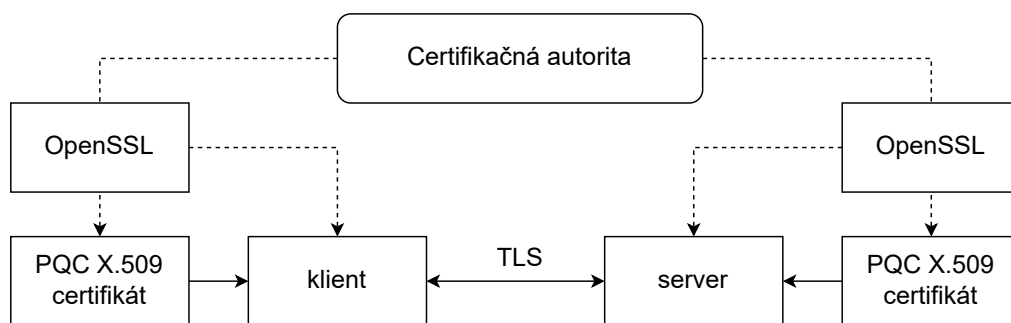 Certifikačná autorita
OpenSSL
OpenSSL
PQC X.509
certifikát
klient
TLS
server
PQC X.509
certifikát